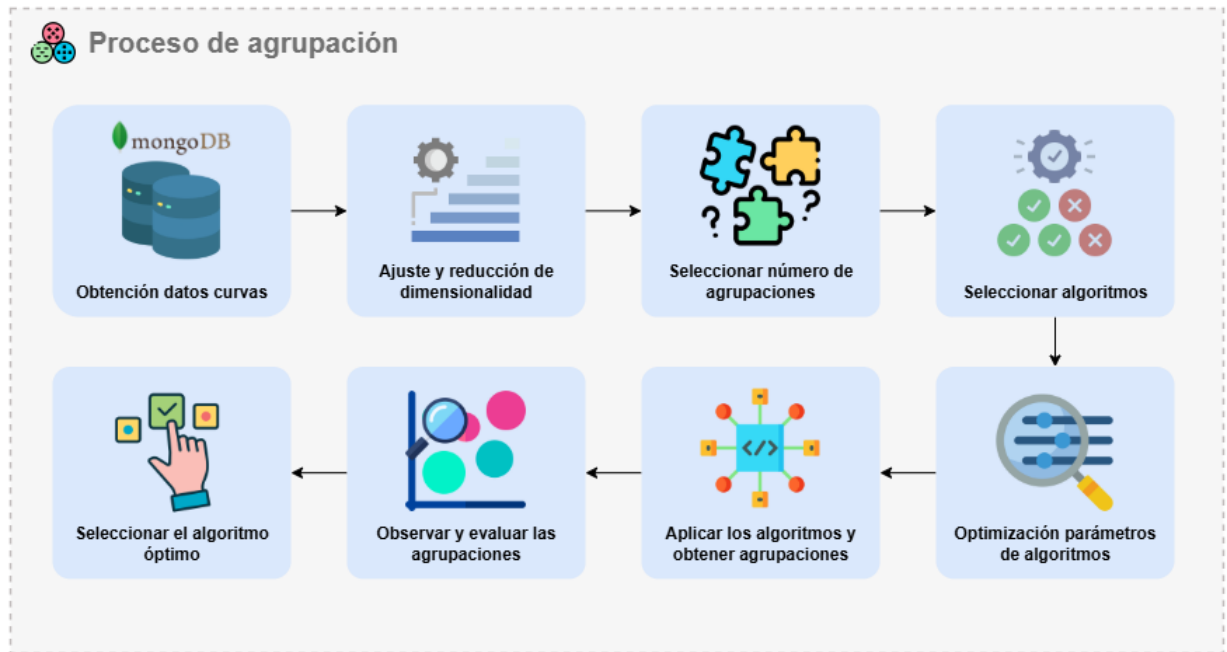 Proceso de agrupación
mongoDB
Obtención datos curvas
Ajuste y reducción de
dimensionalidad
?
?
Seleccionar número de
agrupaciones
Seleccionar algoritmos
Seleccionar el algoritmo
óptimo
Observar y evaluar las
agrupaciones
</>
Aplicar los algoritmos y
obtener agrupaciones
Optimización parámetros
de algoritmos